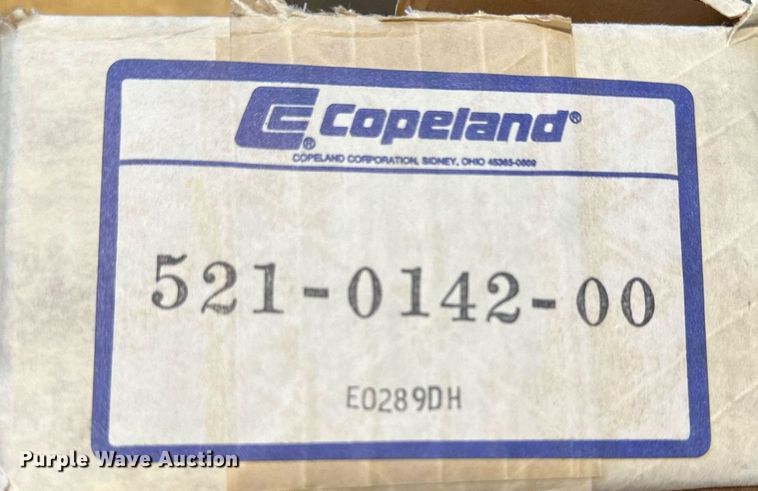 Copeland®
®
COPELAND CORPORATION, SIDNEY, OHIO 45365-0669
521-0142-00
E0289DH
Purple Wave Auction